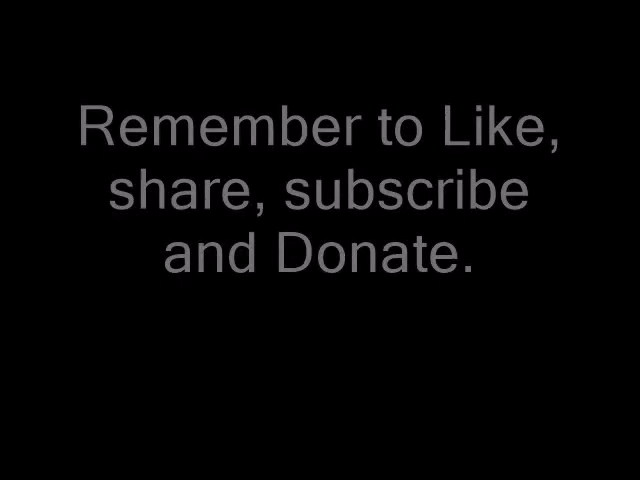 Remember to Like,
share, subscribe
and Donate.